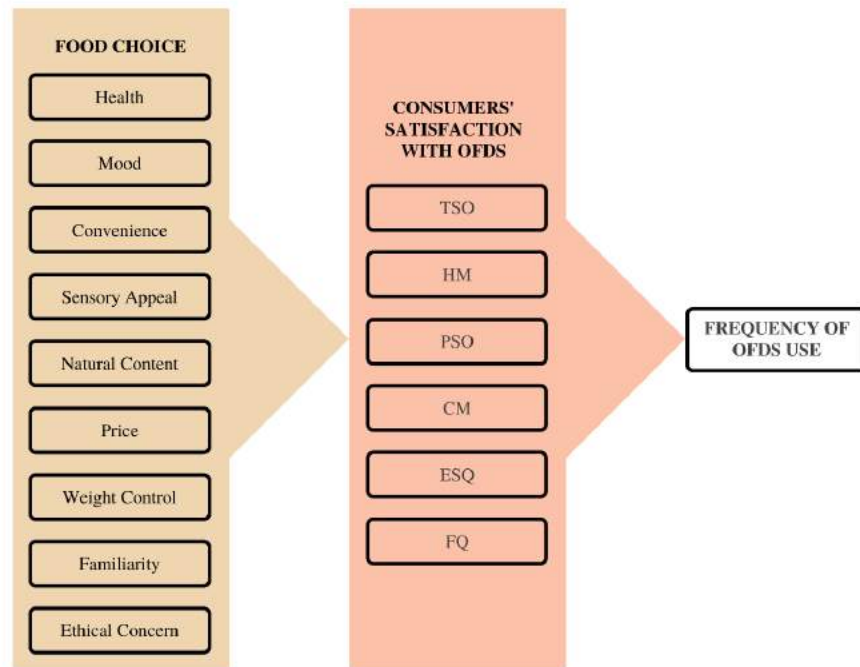 FOOD CHOICE
Health
Mood
Convenience
Sensory Appeal
Natural Content
Price
Weight Control
Familiarity
Ethical Concern
CONSUMERS'
SATISFACTION
WITH OFDS
TSO
HM
PSO
CM
ESQ
FQ
FREQUENCY OF
OFDS USE